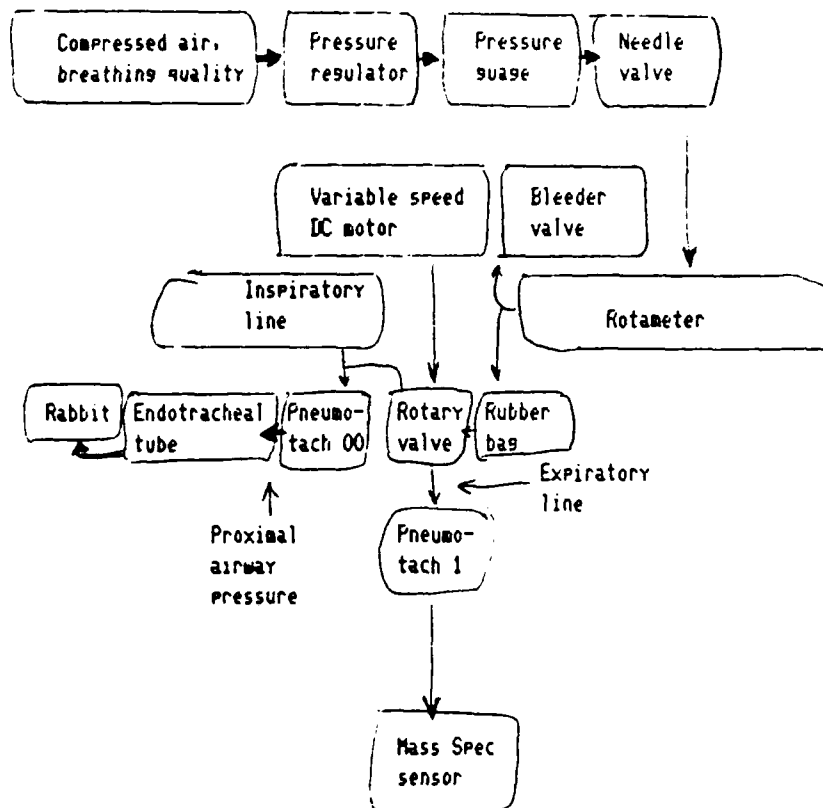 Compressed air,
breathing quality
Pressure
regulator
Pressure
guage
Needle
valve
Variable speed
DC motor
Bleeder
valve
Inspiratory
line
Rotameter
Rabbit
Endotracheal
tube
Pneumo-
tach 00
Rotary
valve
Rubber
bag
Expiratory
line
Proximal
airway
pressure
Pneumo-
tach 1
Mass Spec
sensor